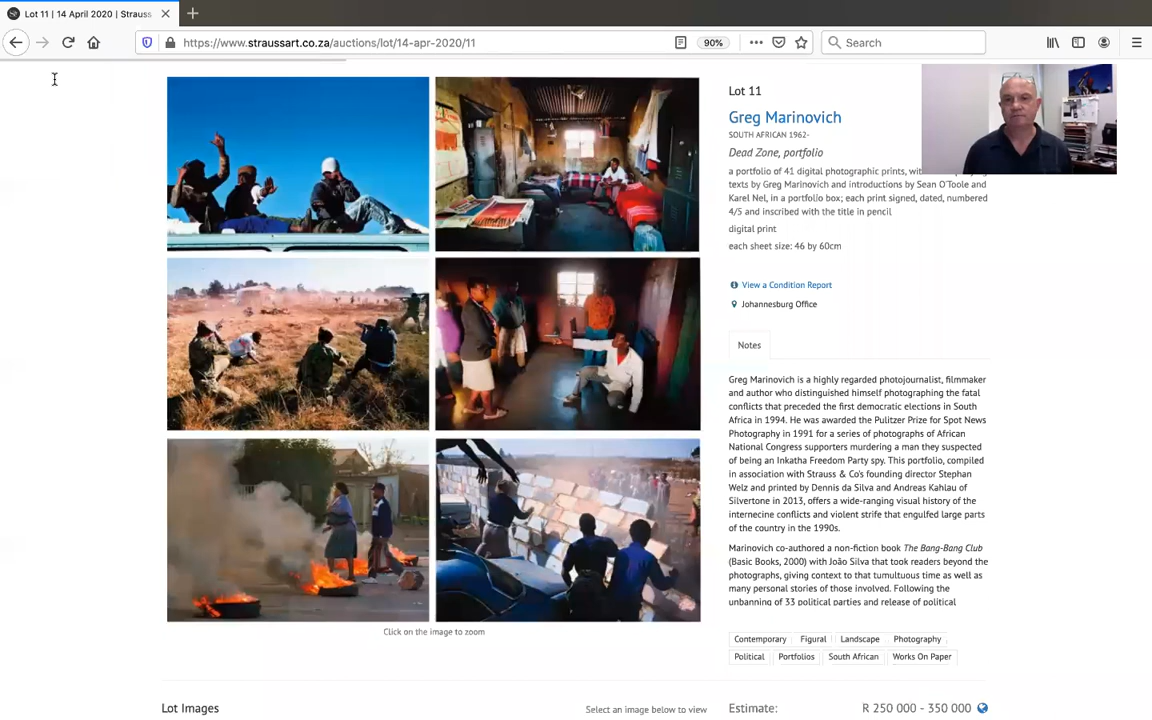 Lot 11 | 14 April 2020 | Strauss
https://www.straussart.co.za/auctions/lot/14-apr-2020/11
90%
Search
Lot 11
Greg Marinovich
SOUTH AFRICAN 1962-
Dead Zone, portfolio
a portfolio of 41 digital photographic prints,
texts by Greg Marinovich and introductions by Sean O'Toole and
Karel Nel, in a portfolio box; each print signed, dated, numbered
4/5 and inscribed with the title in pencil
digital print
each sheet size: 46 by 60cm
View a Condition Report
Johannesburg Office
Notes
Greg Marinovich is a highly regarded photojournalist, filmmaker
and author who distinguished himself photographing the fatal
conflicts that preceded the first democratic elections in South
Africa in 1994. He was awarded the Pulitzer Prize for Spot News
Photography in 1991 for a series of photographs of African
National Congress supporters murdering a man they suspected
of being an Inkatha Freedom Party spy. This portfolio, compiled
in association with Strauss & Co's founding director Stephan
Welz and printed by Dennis da Silva and Andreas Kahlau of
Silvertone in 2013, offers a wide-ranging visual history of the
internecine conflicts and violent strife that engulfed large parts
of the country in the 1990s.
Marinovich co-authored a non-fiction book The Bang-Bang Club
(Basic Books, 2000) with João Silva that took readers beyond the
photographs, giving context to that tumultuous time as well as
many personal stories of those involved. Following the
unbanning of 33 political parties and release of political
Click on the image to zoom
Contemporary Figural Landscape Photography
Political Portfolios South African Works On Paper
Lot Images
Select an image below to view
Estimate:
R 250 000 - 350 000